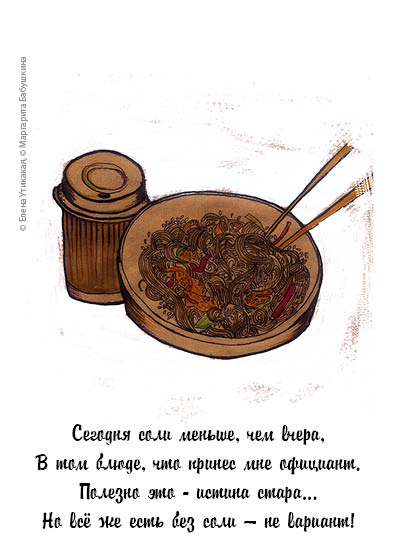 © Елена Утикакая, © Маргарита Бабушкина
Сегодня соли меньше, чем вчера,
В том блюде, что принес мне официант.
Полезно это - истина стара...
Но всё же есть без соли – не вариант!